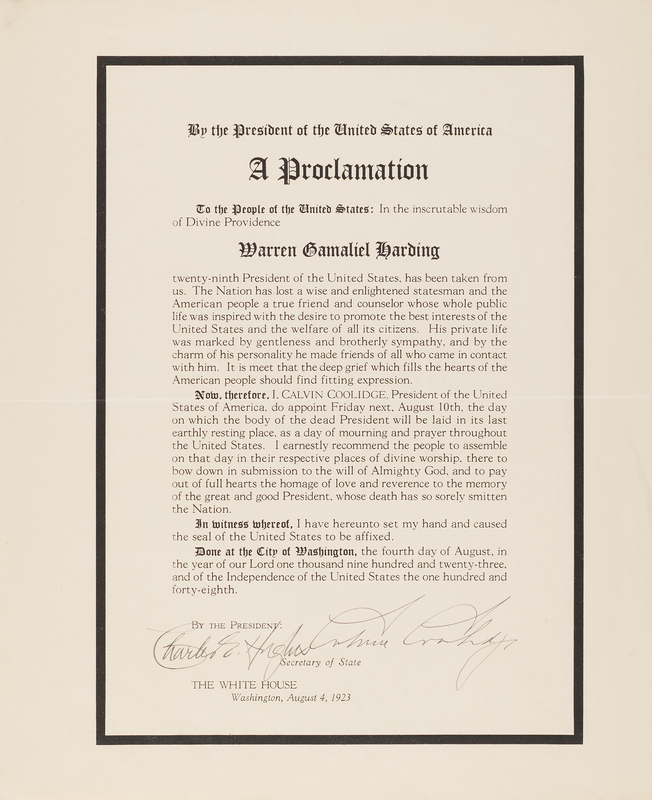 By the President of the United States of America
A Proclamation
To the People of the United States: In the inscrutable wisdom
of Divine Providence
Warren Gamaliel Harding
twenty-ninth President of the United States, has been taken from
us. The Nation has lost a wise and enlightened statesman and the
American people a true friend and counselor whose whole public
life was inspired with the desire to promote the best interests of the
United States and the welfare of all its citizens. His private life
was marked by gentleness and brotherly sympathy, and by the
charm of his personality he made friends of all who came in contact
with him. It is meet that the deep grief which fills the hearts of the
American people should find fitting expression.
Now, therefore, I, CALVIN COOLIDGE, President of the United
States of America, do appoint Friday next, August 10th, the day
on which the body of the dead President will be laid in its last
earthly resting place, as a day of mourning and prayer throughout
the United States. I earnestly recommend the people to assemble
on that day in their respective places of divine worship, there to
bow down in submission to the will of Almighty God, and to pay
out of full hearts the homage of love and reverence to the memory
of the great and good President, whose death has so sorely smitten
the Nation.
In witness whereof, I have hereunto set my hand and caused
the seal of the United States to be affixed.
Done at the City of Washington, the fourth day of August, in
the year of our Lord one thousand nine hundred and twenty-three,
and of the Independence of the United States the one hundred and
forty-eighth.
BY THE PRESIDENT:
Charles E. Hughes Calvin Coolidge
Secretary of State
THE WHITE HOUSE
Washington, August 4, 1923